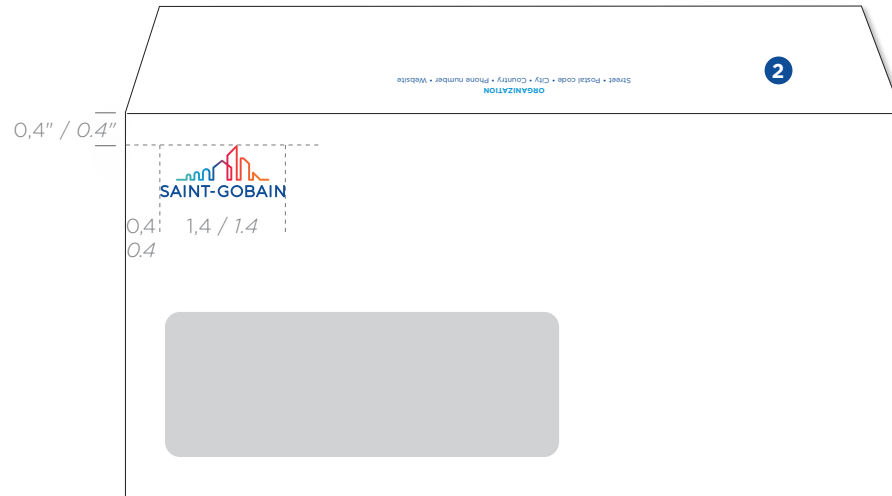 ORGANIZATION
Street • Postal code • City • Country • Phone number • Website
2
0,4" / 0.4"
SAINT-GOBAIN
0,4
0.4
1,4 / 1.4